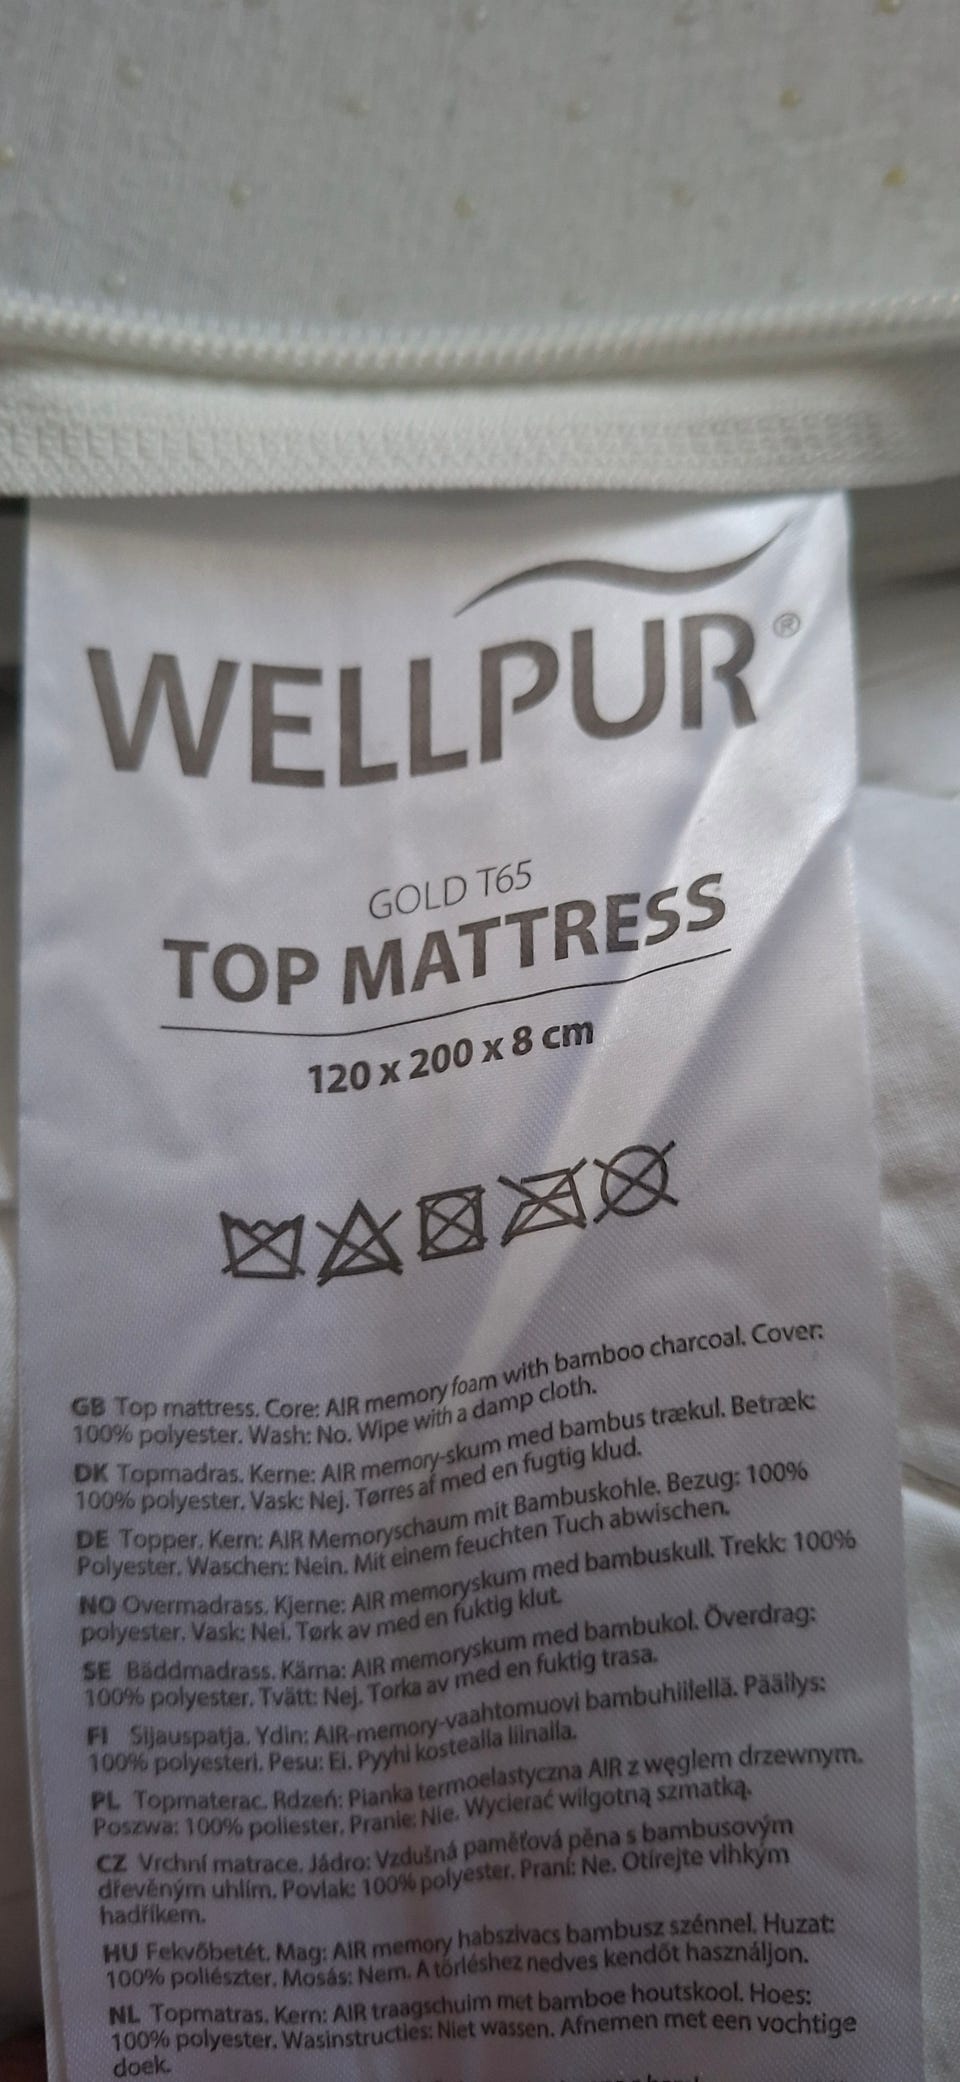 WELLPUR®
GOLD T65
TOP MATTRESS
120 x 200 x 8 cm
GB Top mattress. Core: AIR memory foam with bamboo charcoal. Cover:
100% polyester. Wash: No. Wipe with a damp cloth.
DK Topmadras. Kerne: AIR memory-skum med bambus trækul. Betræk:
100% polyester. Vask: Nej. Tørres af med en fugtig klud.
DE Topper. Kern: AIR Memoryschaum mit Bambuskohle. Bezug: 100%
Polyester. Waschen: Nein. Mit einem feuchten Tuch abwischen.
NO Overmadrass. Kjerne: AIR memoryskum med bambuskull. Trekk: 100%
polyester. Vask: Nei. Tørk av med en fuktig klut.
SE Bäddmadrass. Kärna: AIR memoryskum med bambukol. Överdrag:
100% polyester. Tvätt: Nej. Torka av med en fuktig trasa.
FI Sijauspatja. Ydin: AIR-memory-vaahtomuovi bambuhiilellä. Päällys:
100% polyesteri. Pesu: Ei. Pyyhi kostealla liinalla.
PL Topmaterac. Rdzeń: Pianka termoelastyczna AIR z węglem drzewnym.
Poszwa: 100% poliester. Pranie: Nie. Wycierać wilgotną szmatką.
CZ Vrchní matrace. Jádro: Vzdušná paměťová pěna s bambusovým
dřevěným uhlím. Povlak: 100% polyester. Praní: Ne. Otírejte vlhkým
hadříkem.
HU Fekvőbetét. Mag: AIR memory habszivacs bambusz szénnel. Huzat:
100% poliészter. Mosás: Nem. A törléshez nedves kendőt használjon.
NL Topmatras. Kern: AIR traagschuim met bamboe houtskool. Hoes:
100% polyester. Wasinstructies: Niet wassen. Afnemen met een vochtige
doek.